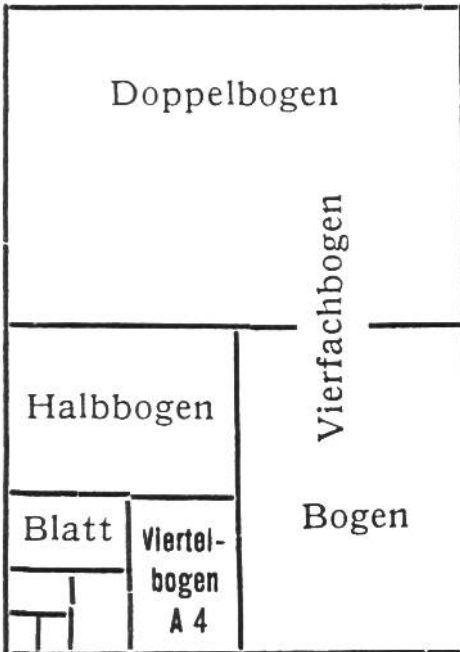 Doppelbogen
Vierfachbogen
Halbbogen
Bogen
Blatt
Viertel-
bogen
A 4